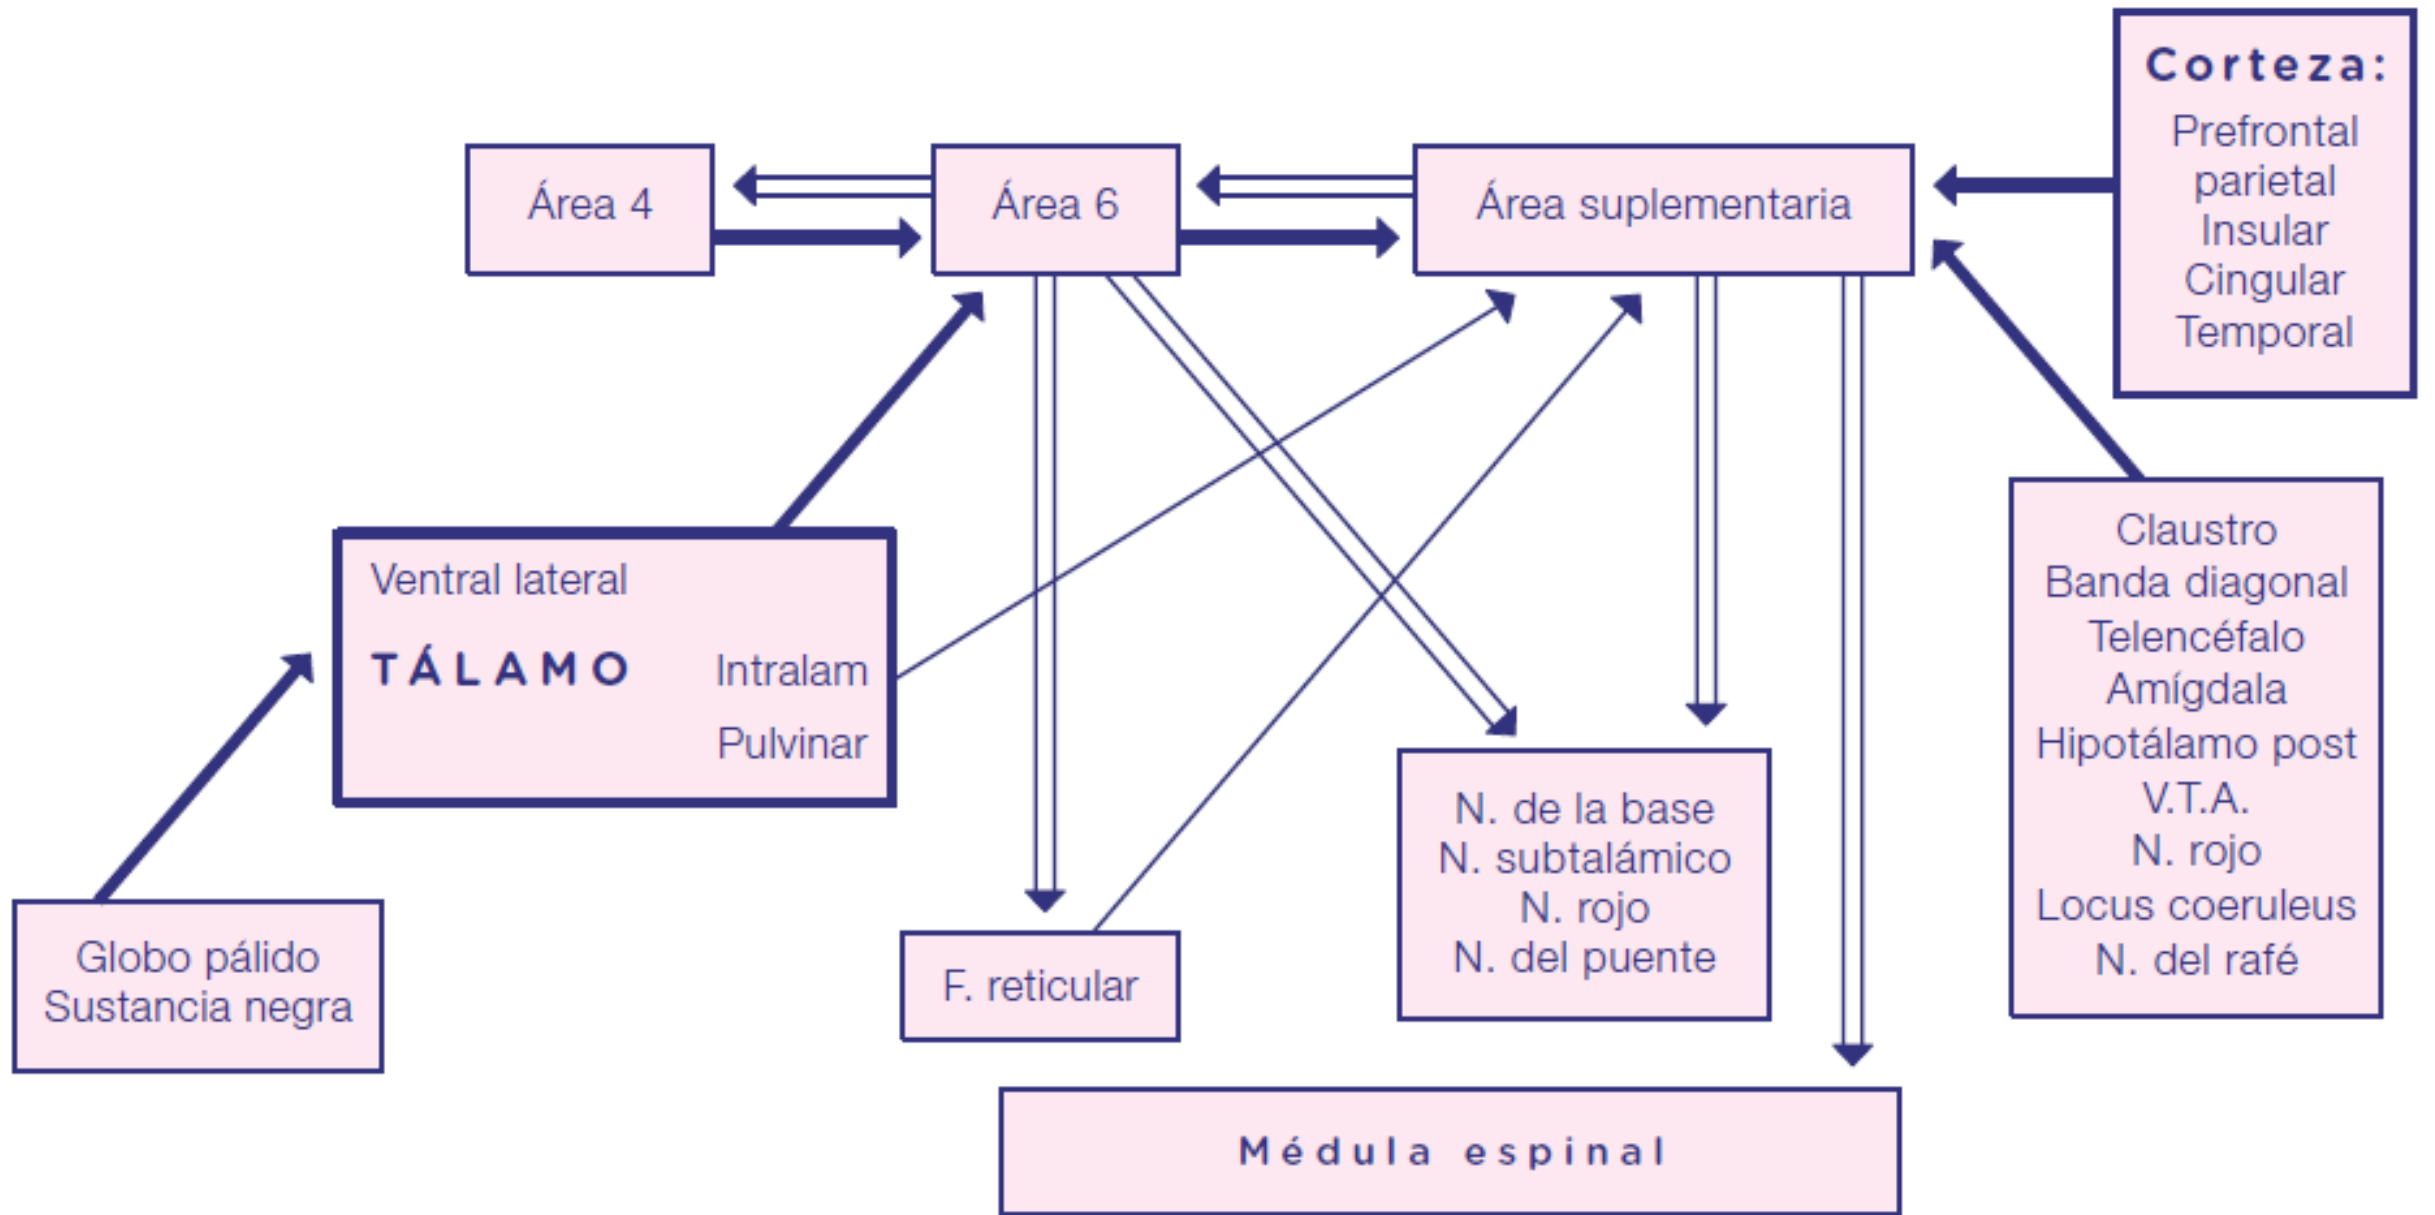 Corteza:
Prefrontal
parietal
Insular
Cingular
Temporal
Área 4
Área 6
Área suplementaria
Ventral lateral
TÁLAMO
Intralam
Pulvinar
Claustro
Banda diagonal
Telencéfalo
Amígdala
Hipotálamo post
V.T.A.
N. rojo
Locus coeruleus
N. del rafé
N. de la base
N. subtalámico
N. rojo
N. del puente
Globo pálido
Sustancia negra
F. reticular
Médula espinal